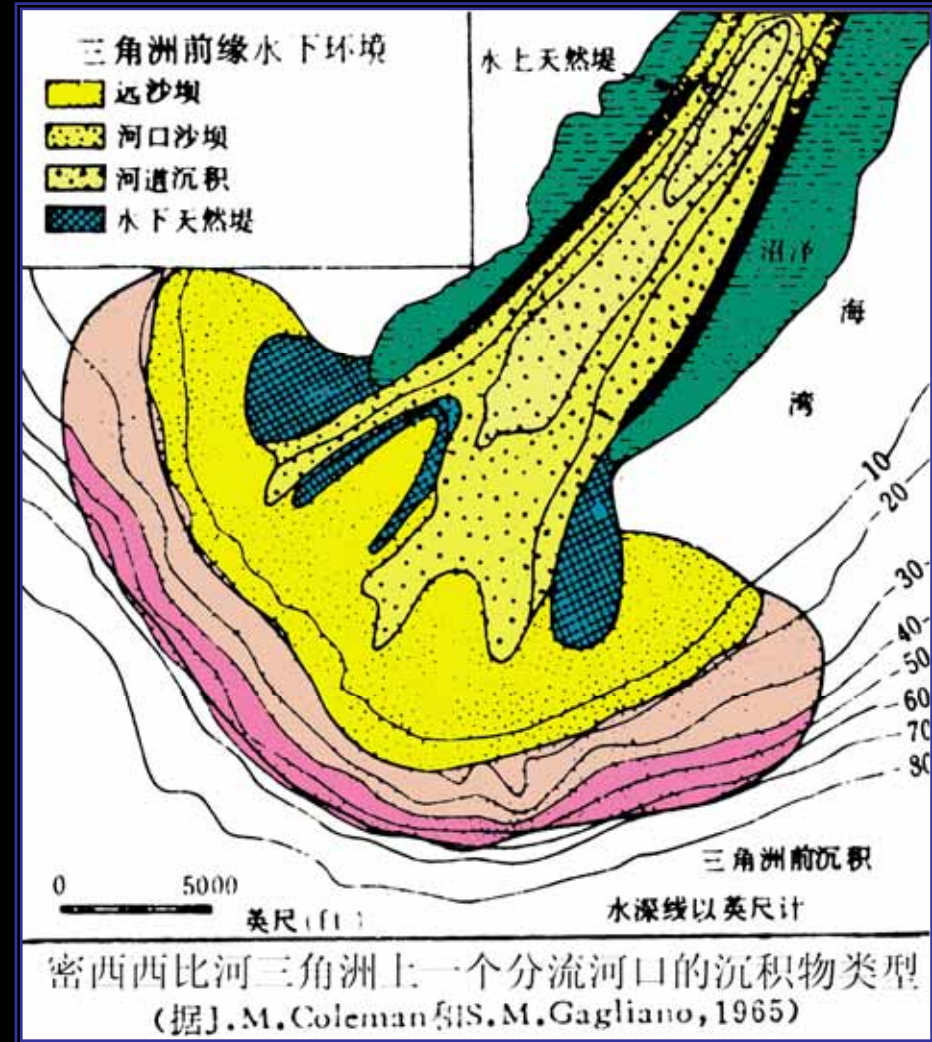 三角洲前缘水下环境
远沙坝
河口沙坝
河道沉积
水下天然堤
水上天然堤
沼泽
海
湾
10
20
30
40
50
60
70
80
三角洲前沉积
0 5000
英尺(ft)
水深线以英尺计
密西西比河三角洲上一个分流河口的沉积物类型
(据J.M.Coleman和S.M.Gagliano,1965)